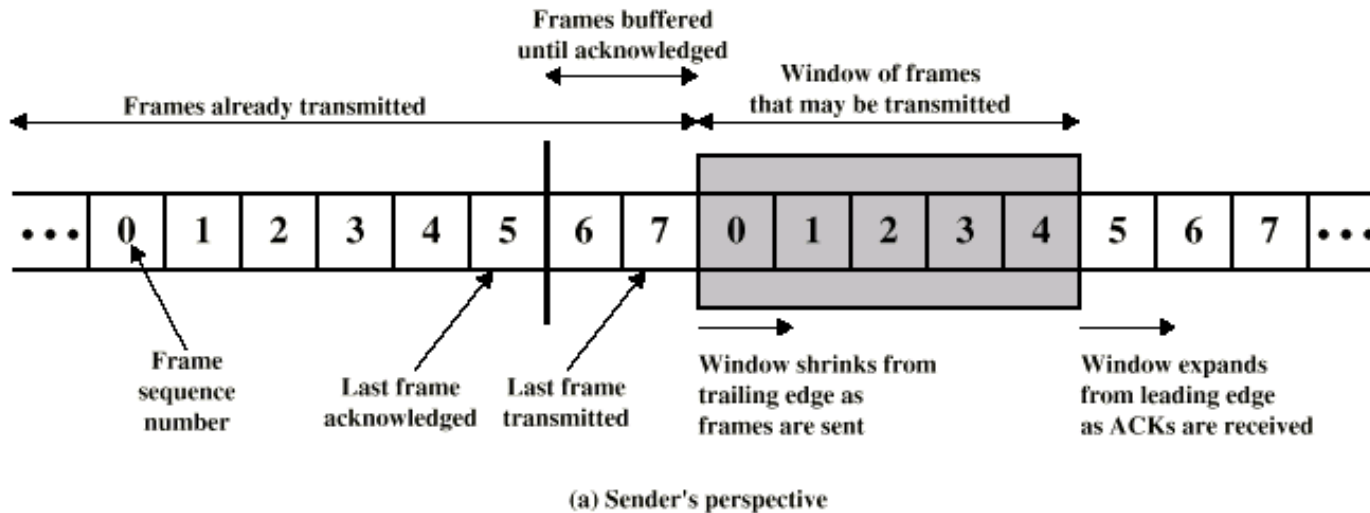 Frames buffered
until acknowledged
Window of frames
that may be transmitted
Frames already transmitted
••• 0 1 2 3 4 5 6 7 0 1 2 3 4 5 6 7 •••
Frame
sequence
number
Last frame
acknowledged
Last frame
transmitted
Window shrinks from
trailing edge as
frames are sent
Window expands
from leading edge
as ACKs are received
(a) Sender's perspective